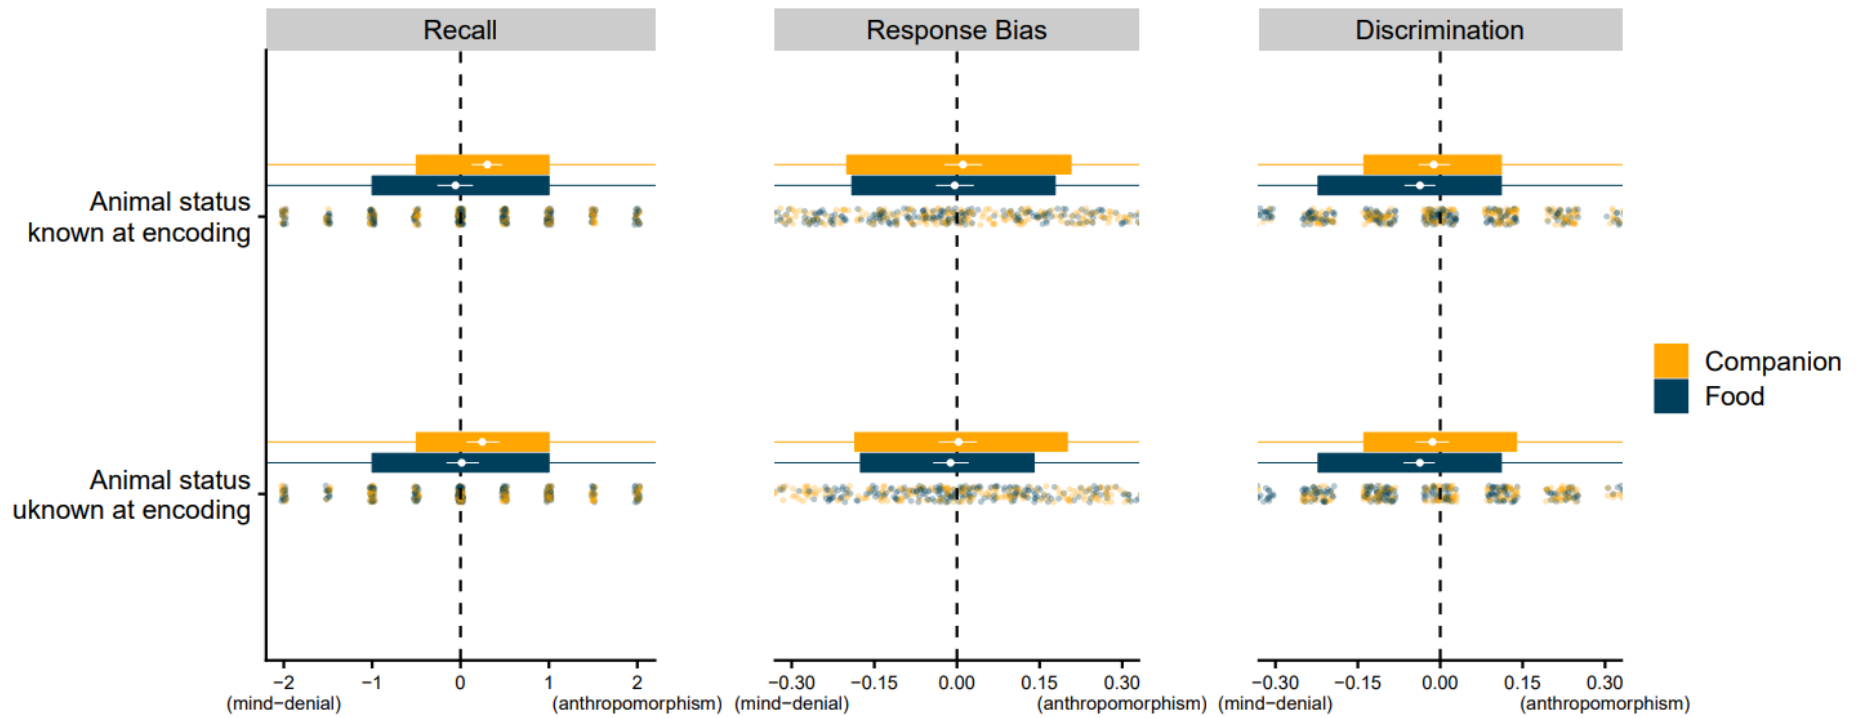 Recall
Response Bias
Discrimination
Animal status
known at encoding
Animal status
uknown at encoding
Companion
Food
−2
−1
0
1
2
(mind−denial)
(anthropomorphism)
−0.30
−0.15
0.00
0.15
0.30
(mind−denial)
(anthropomorphism)
−0.30
−0.15
0.00
0.15
0.30
(mind−denial)
(anthropomorphism)